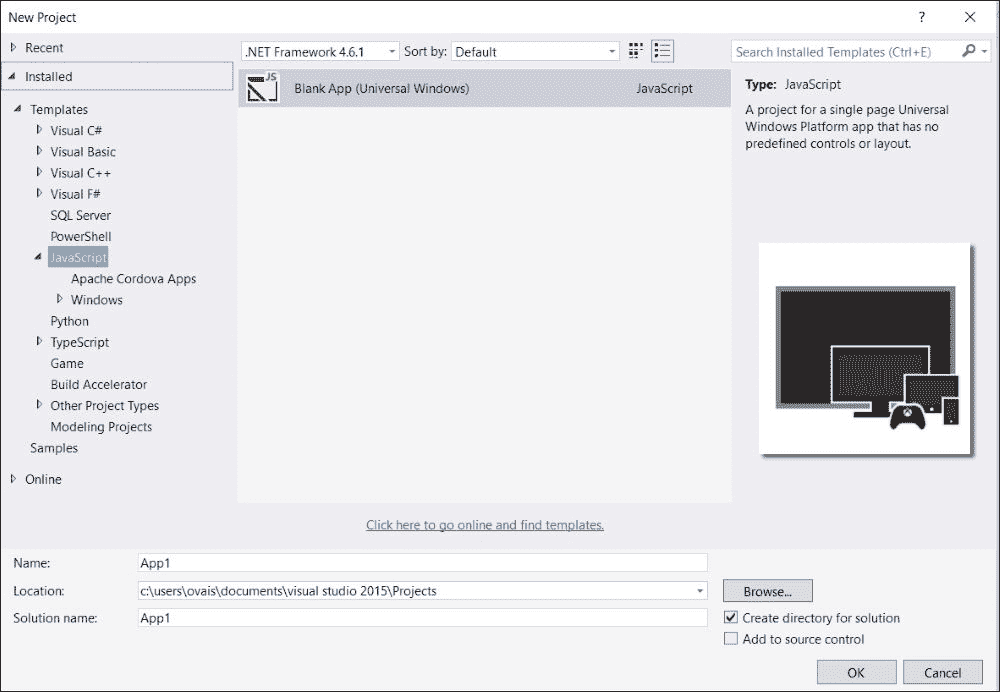 New Project
?
Recent
.NET Framework 4.6.1
Sort by:
Default
Search Installed Templates (Ctrl+E)
Installed
Templates
Visual C#
Visual Basic
Visual C++
Visual F#
SQL Server
PowerShell
JavaScript
Apache Cordova Apps
Windows
Python
TypeScript
Game
Build Accelerator
Other Project Types
Modeling Projects
Samples
Online
JS
Blank App (Universal Windows)
JavaScript
Type: JavaScript
A project for a single page Universal
Windows Platform app that has no
predefined controls or layout.
Click here to go online and find templates.
Name:
App1
Location:
c:\users\ovais\documents\visual studio 2015\Projects
Browse...
Solution name:
App1
Create directory for solution
Add to source control
OK
Cancel